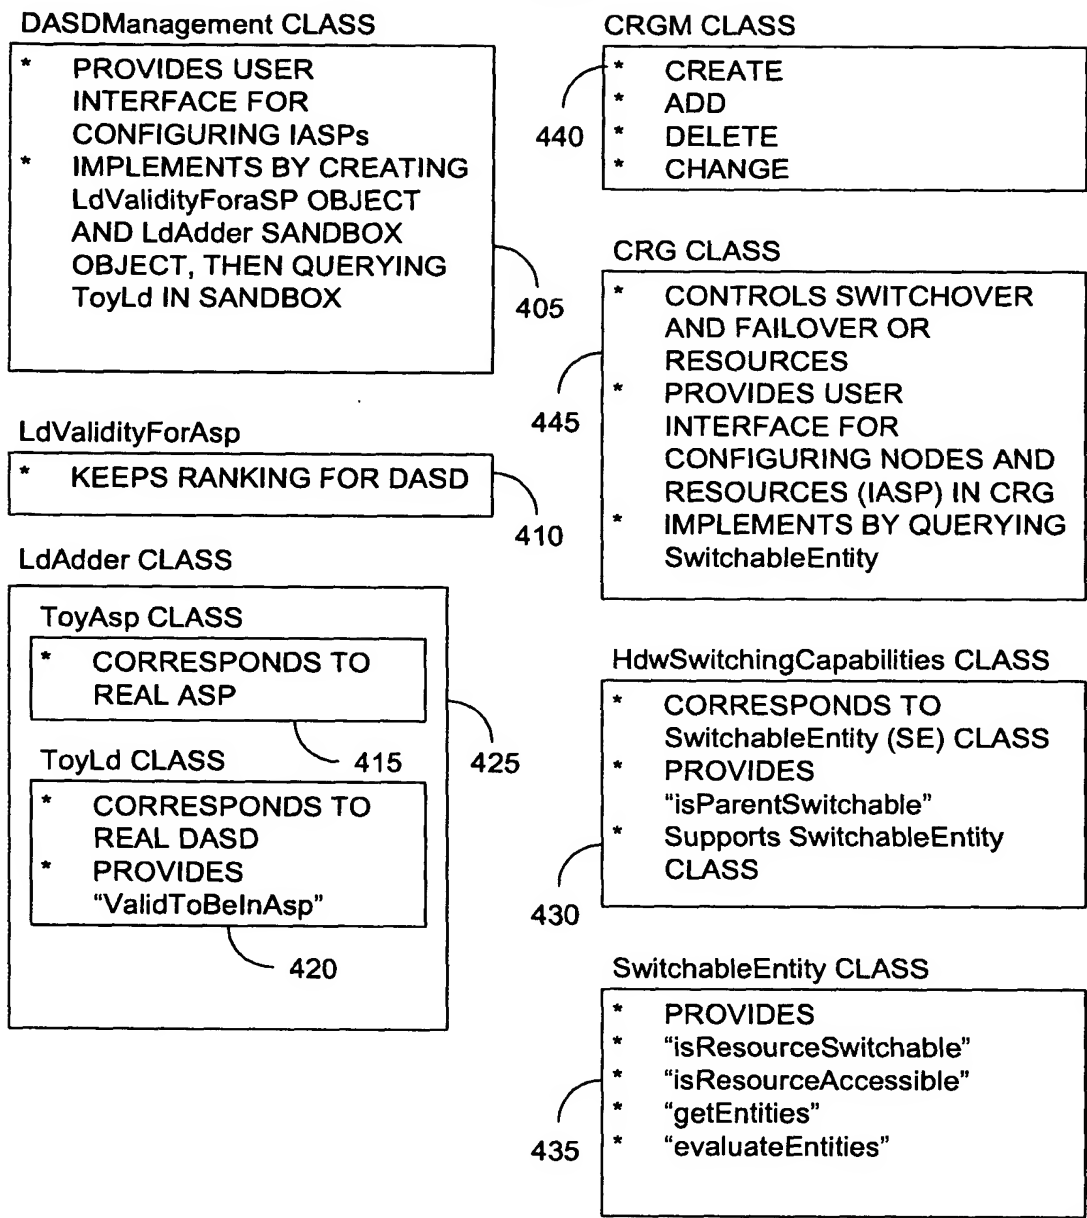 DASDManagement CLASS
* PROVIDES USER
INTERFACE FOR
CONFIGURING IASPs
* IMPLEMENTS BY CREATING
LdValidityForaSP OBJECT
AND LdAdder SANDBOX
OBJECT, THEN QUERYING
ToyLd IN SANDBOX
405
LdValidityForAsp
* KEEPS RANKING FOR DASD
410
LdAdder CLASS
ToyAsp CLASS
* CORRESPONDS TO
REAL ASP
415
425
ToyLd CLASS
* CORRESPONDS TO
REAL DASD
* PROVIDES
“ValidToBeInAsp”
420
CRGM CLASS
* CREATE
* ADD
* DELETE
* CHANGE
440
CRG CLASS
* CONTROLS SWITCHOVER
AND FAILOVER OR
RESOURCES
* PROVIDES USER
INTERFACE FOR
CONFIGURING NODES AND
RESOURCES (IASP) IN CRG
* IMPLEMENTS BY QUERYING
SwitchableEntity
445
HdwSwitchingCapabilities CLASS
* CORRESPONDS TO
SwitchableEntity (SE) CLASS
* PROVIDES
“isParentSwitchable”
* Supports SwitchableEntity
CLASS
430
SwitchableEntity CLASS
* PROVIDES
* “isResourceSwitchable”
* “isResourceAccessible”
* “getEntities”
* “evaluateEntities”
435